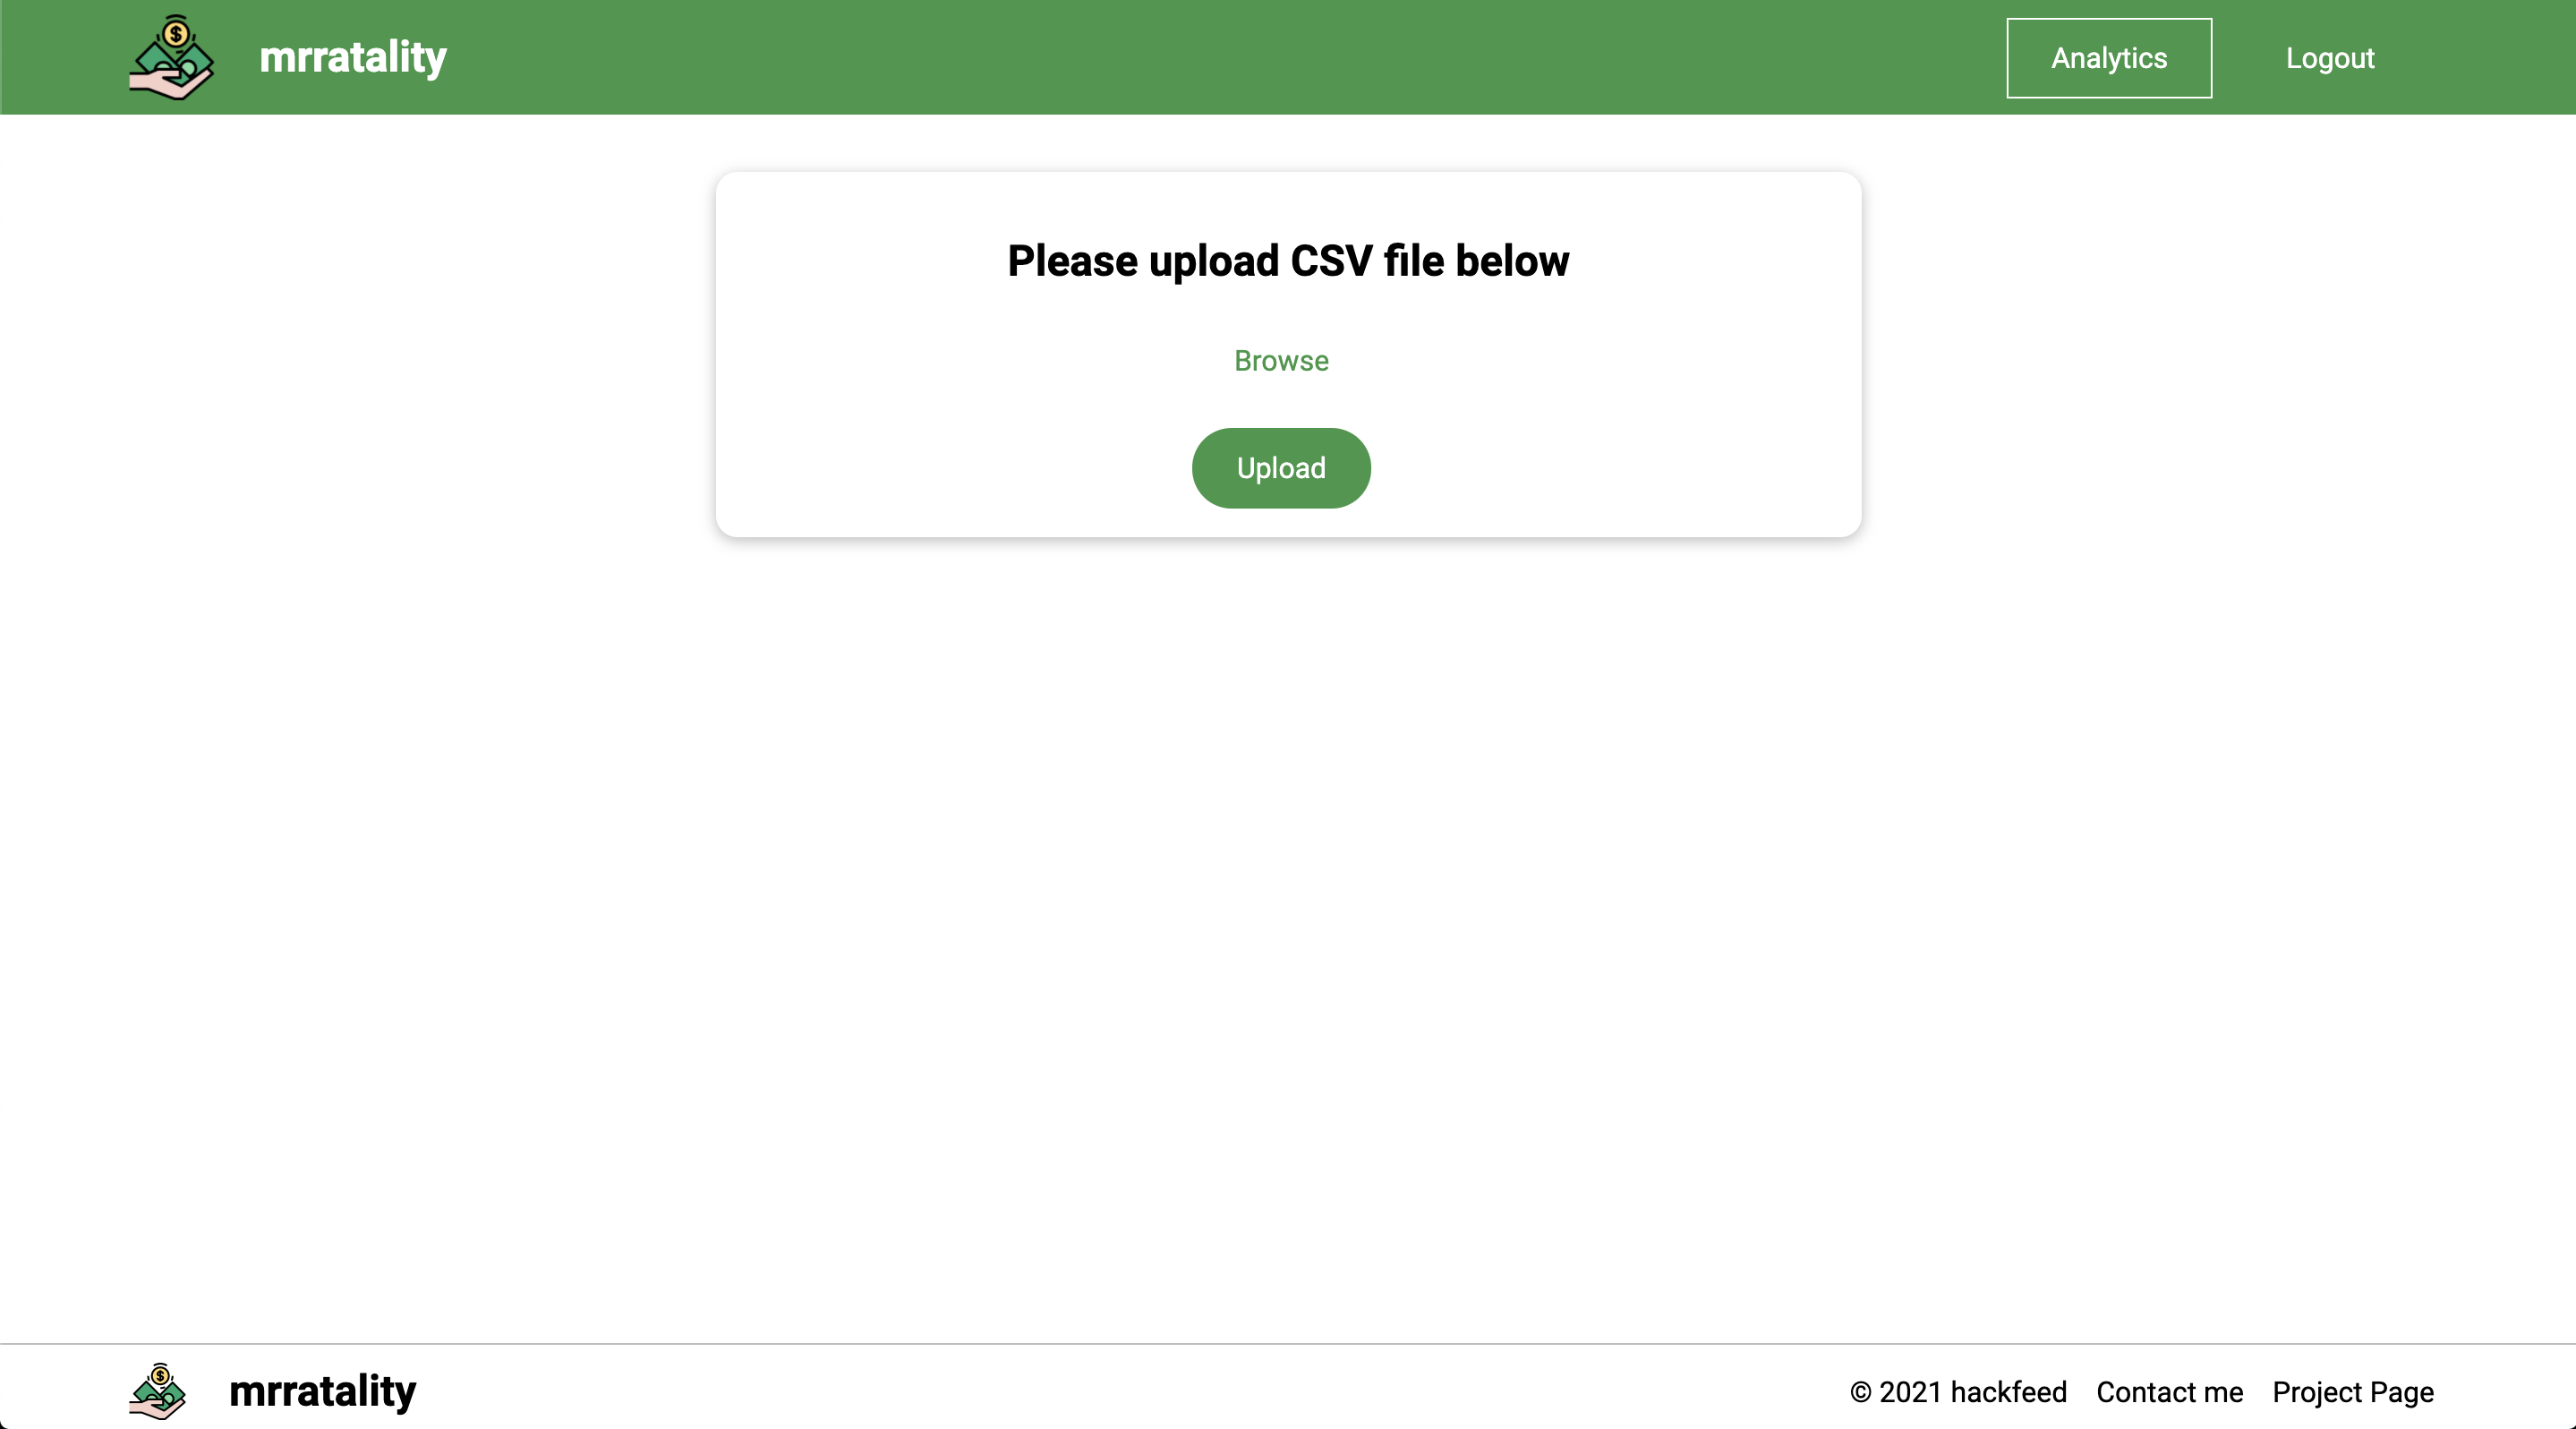 mrratality
Analytics
Logout
Please upload CSV file below
Browse
Upload
mrratality
© 2021 hackfeed
Contact me
Project Page